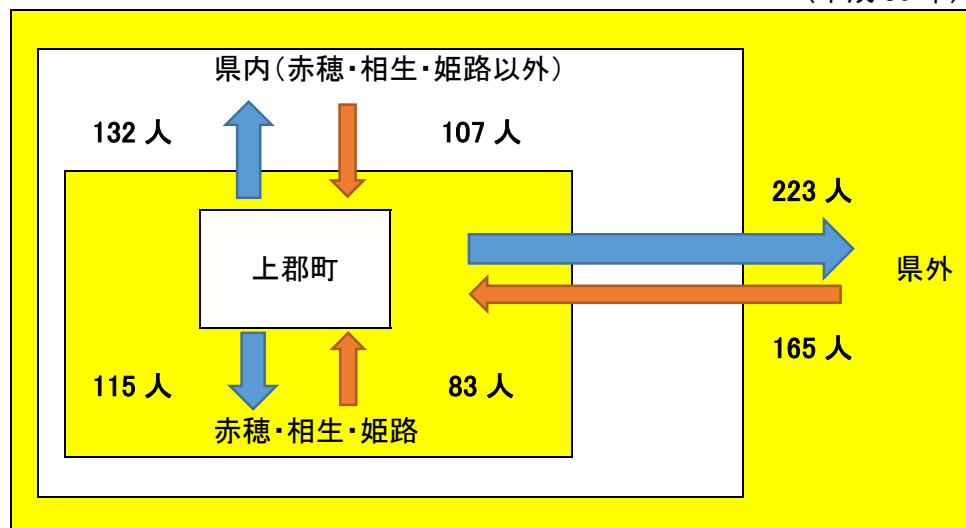 県内（赤穂・相生・姫路以外）
132 人
107 人
223 人
上郡町
県外
165 人
115 人
83 人
赤穂・相生・姫路